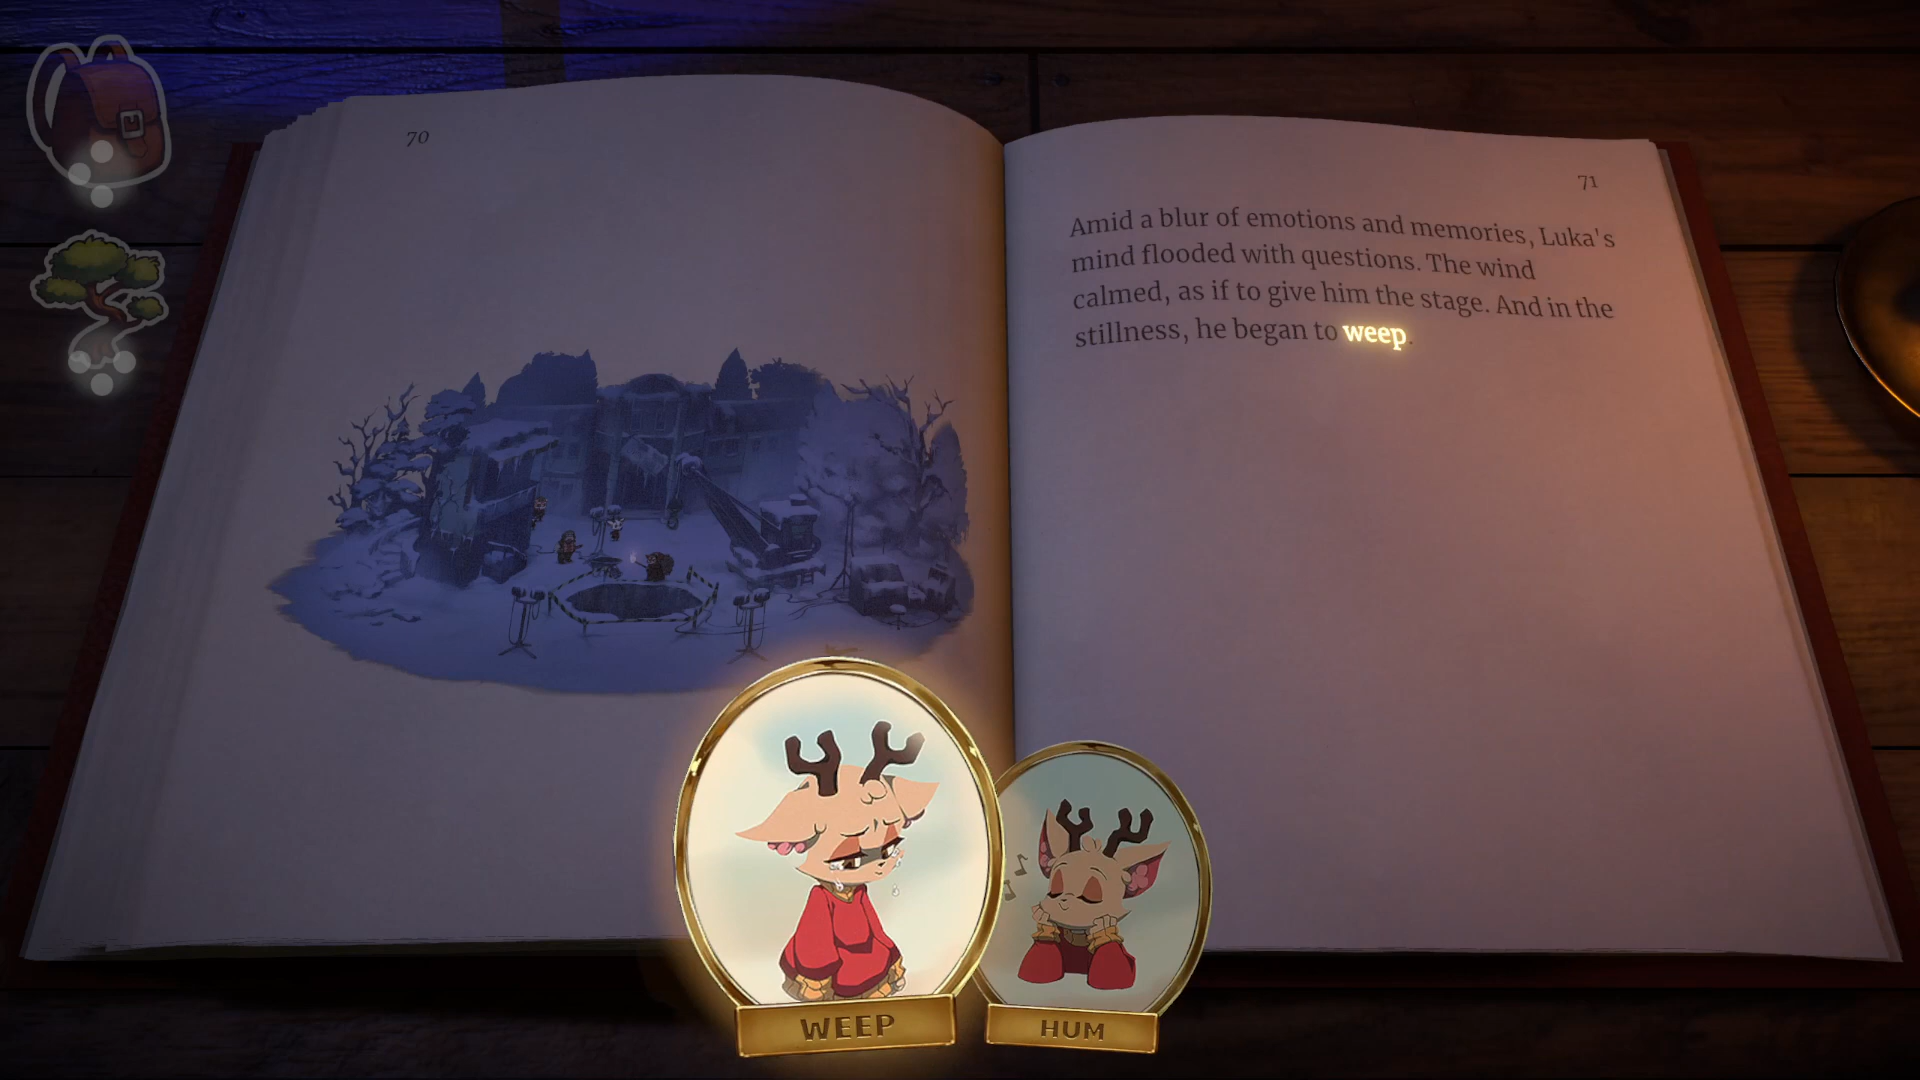 70
71
Amid a blur of emotions and memories, Luka's
mind flooded with questions. The wind
calmed, as if to give him the stage. And in the
stillness, he began to weep.
WEEP
HUM